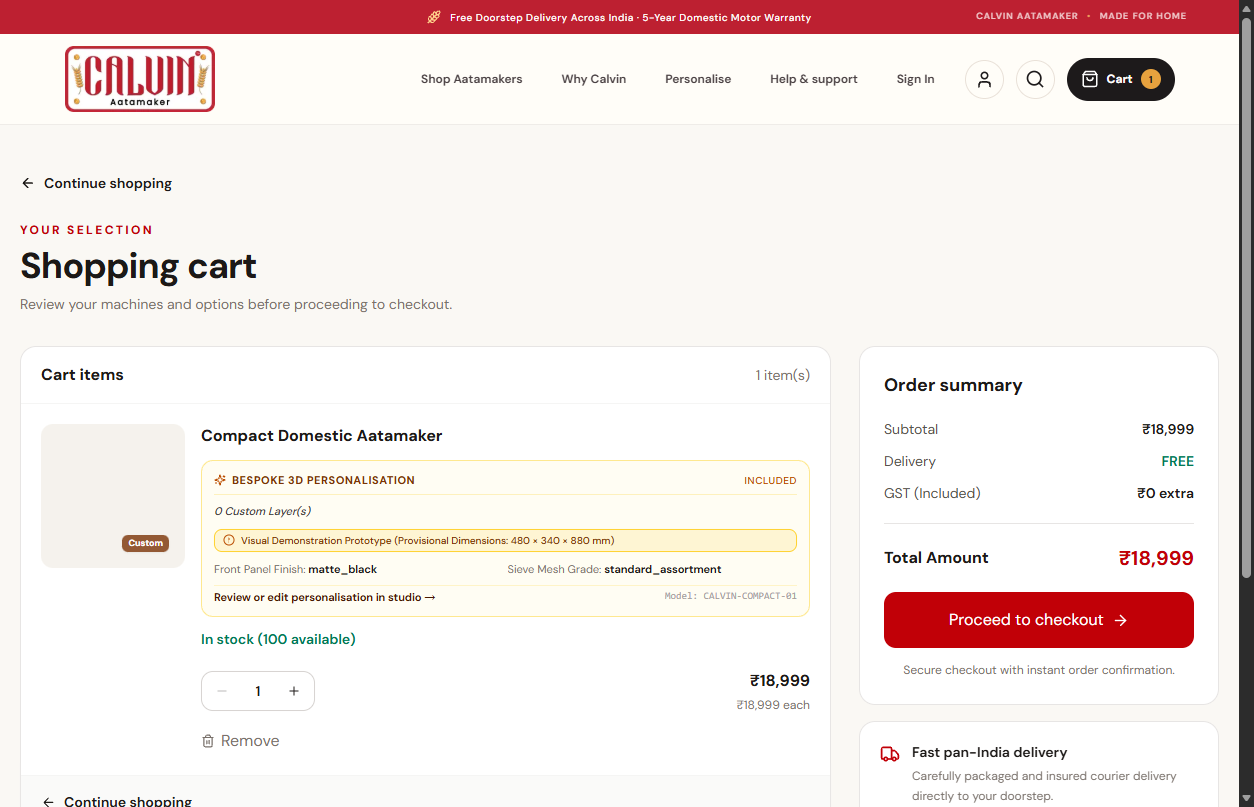 Free Doorstep Delivery Across India · 5-Year Domestic Motor Warranty
CALVIN AATAMAKER • MADE FOR HOME
CALVIN
Aatamaker
Shop Aatamakers
Why Calvin
Personalise
Help & support
Sign In
Cart 1
← Continue shopping
YOUR SELECTION
Shopping cart
Review your machines and options before proceeding to checkout.
Cart items
1 item(s)
Custom
Compact Domestic Aatamaker
BESPOKE 3D PERSONALISATION
INCLUDED
0 Custom Layer(s)
Visual Demonstration Prototype (Provisional Dimensions: 480 × 340 × 880 mm)
Front Panel Finish: matte_black
Sieve Mesh Grade: standard_assortment
Review or edit personalisation in studio →
Model: CALVIN-COMPACT-01
In stock (100 available)
− 1 +
₹18,999
₹18,999 each
Remove
← Continue shopping
Order summary
Subtotal ₹18,999
Delivery FREE
GST (Included) ₹0 extra
Total Amount ₹18,999
Proceed to checkout →
Secure checkout with instant order confirmation.
Fast pan-India delivery
Carefully packaged and insured courier delivery
directly to your doorstep.